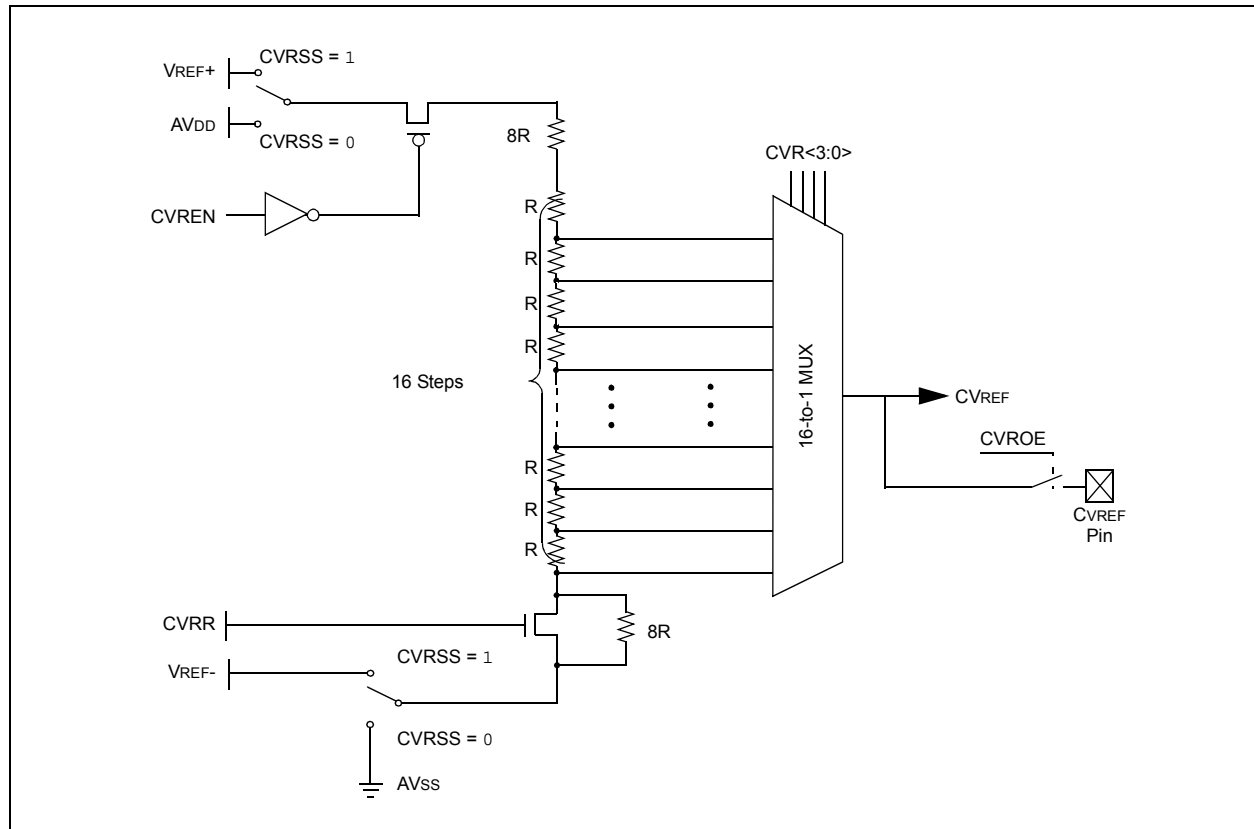 CVRSS = 1
VREF+
AVDD
CVRSS = 0
8R
CVR<3:0>
CVREN
R
R
R
R
16 Steps
16-to-1 MUX
CVREF
CVROE
R
R
R
CVREF
Pin
CVRR
8R
CVRSS = 1
VREF-
CVRSS = 0
AVSS